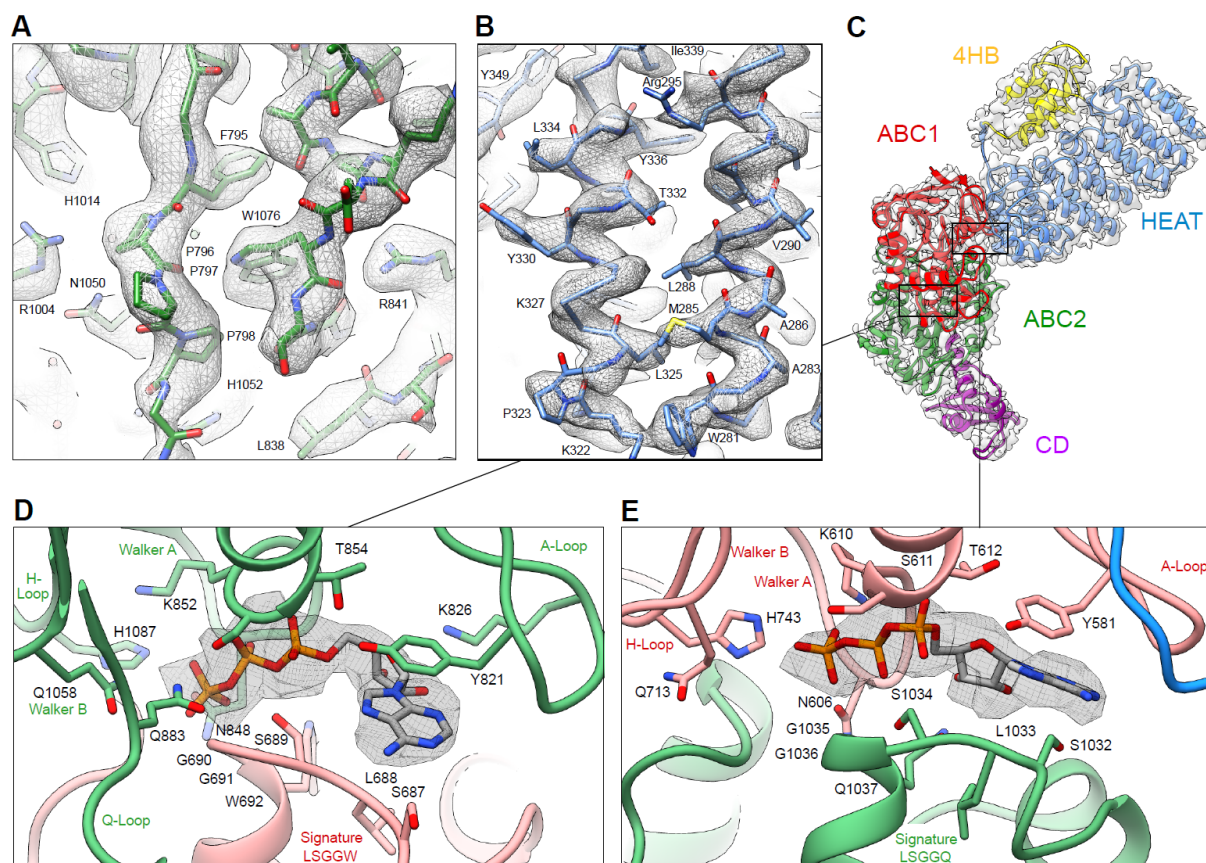 A
F795
H1014
W1076
P796
P797
N1050
R1004
R841
P798
H1052
L838
B
Ile339
Y349
Arg295
L334
Y336
T332
V290
Y330
L288
K327
M285
A286
L325
A283
P323
W281
K322
C
4HB
ABC1
HEAT
ABC2
CD
D
Walker A
T854
A-Loop
H-
Loop
K852
K826
H1087
Y821
Q1058
Walker B
N848
Q883
S689
G690
G691
L688
W692
S687
Q-Loop
Signature
LSGGW
E
K610
Walker B
S611
T612
Walker A
A-Loop
H743
Y581
H-Loop
Q713
S1034
N606
G1035
L1033
G1036
S1032
Q1037
Signature
LSGGQ